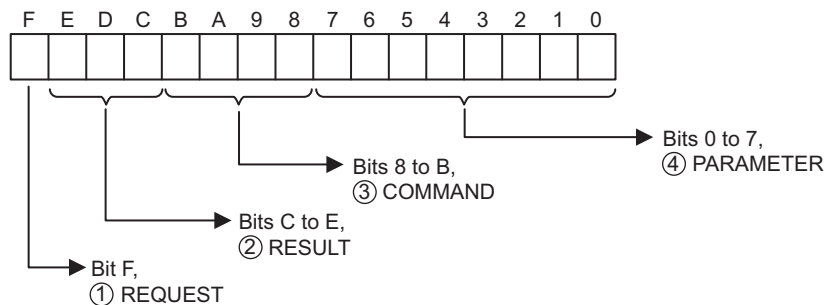 F E D C B A 9 8 7 6 5 4 3 2 1 0
Bits 0 to 7,
④ PARAMETER
Bits 8 to B,
③ COMMAND
Bits C to E,
② RESULT
Bit F,
① REQUEST